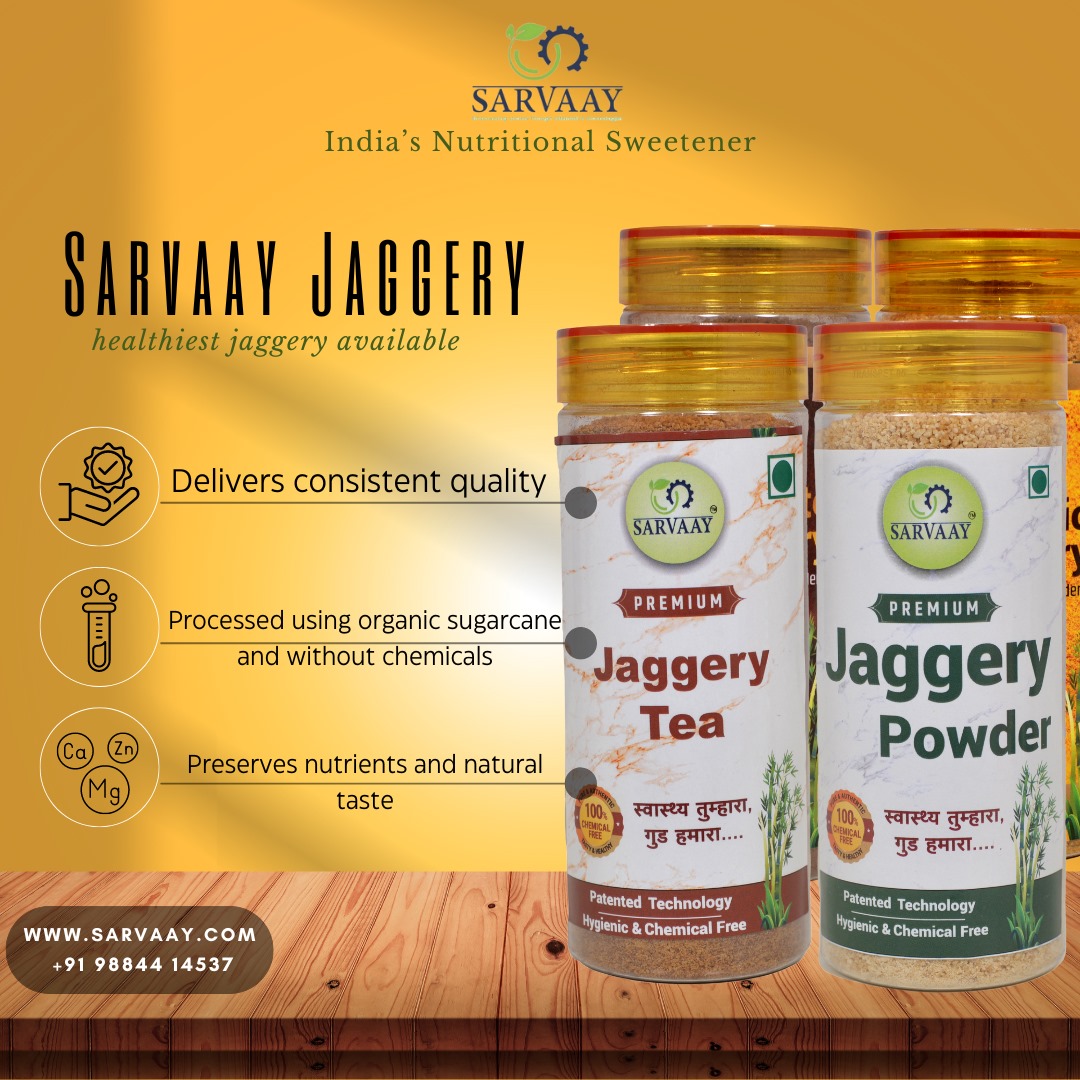 SARVAAY
India's Nutritional Sweetener
SARVAAY JAGGERY
healthiest jaggery available
Delivers consistent quality
Processed using organic sugarcane
and without chemicals
Ca Zn
Mg
Preserves nutrients and natural
taste
WWW.SARVAAY.COM
+91 98844 14537
SARVAAY
PREMIUM
Jaggery
Tea
100%
CHEMICAL
FREE
स्वास्थ्य तुम्हारा,
गुड हमारा....
Patented Technology
Hygienic & Chemical Free
SARVAAY
PREMIUM
Jaggery
Powder
100%
CHEMICAL
FREE
स्वास्थ्य तुम्हारा,
गुड हमारा....
Patented Technology
Hygienic & Chemical Free